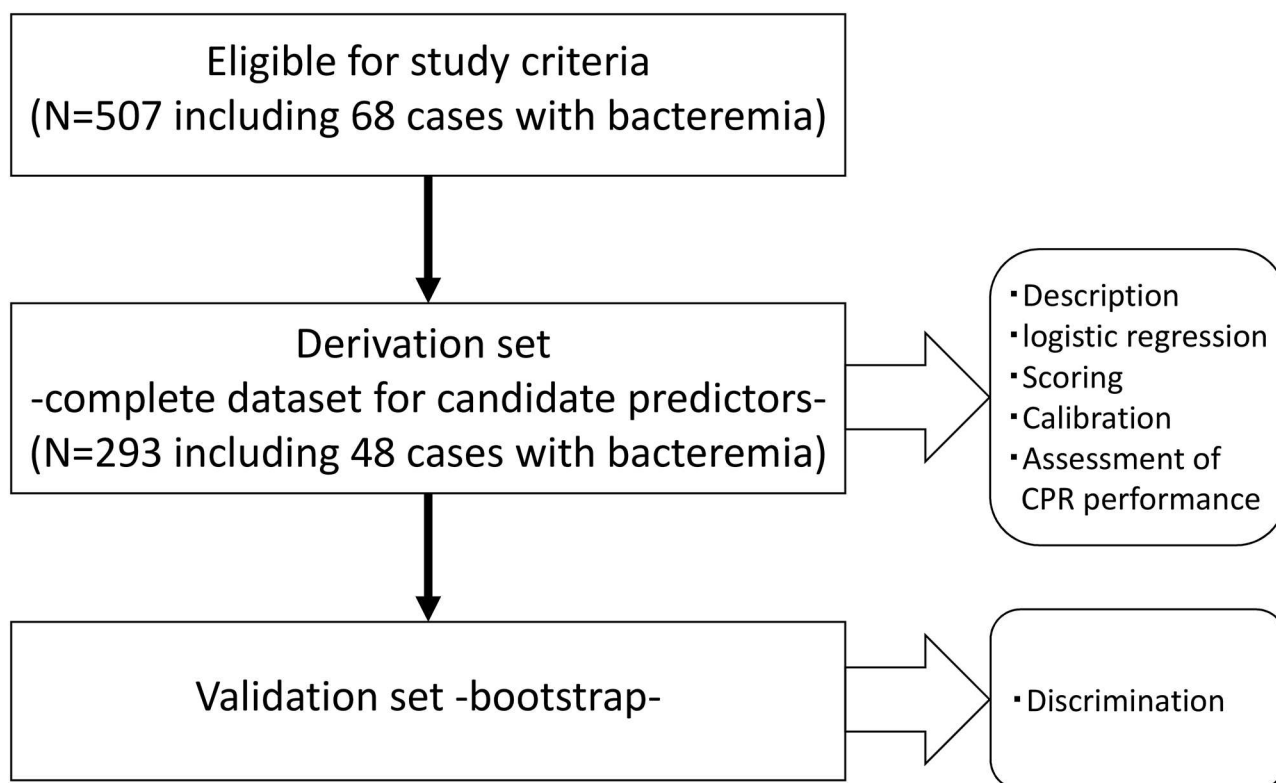 Eligible for study criteria
(N=507 including 68 cases with bacteremia)
Derivation set
-complete dataset for candidate predictors-
(N=293 including 48 cases with bacteremia)
・Description
・logistic regression
・Scoring
・Calibration
・Assessment of
CPR performance
Validation set -bootstrap-
・Discrimination